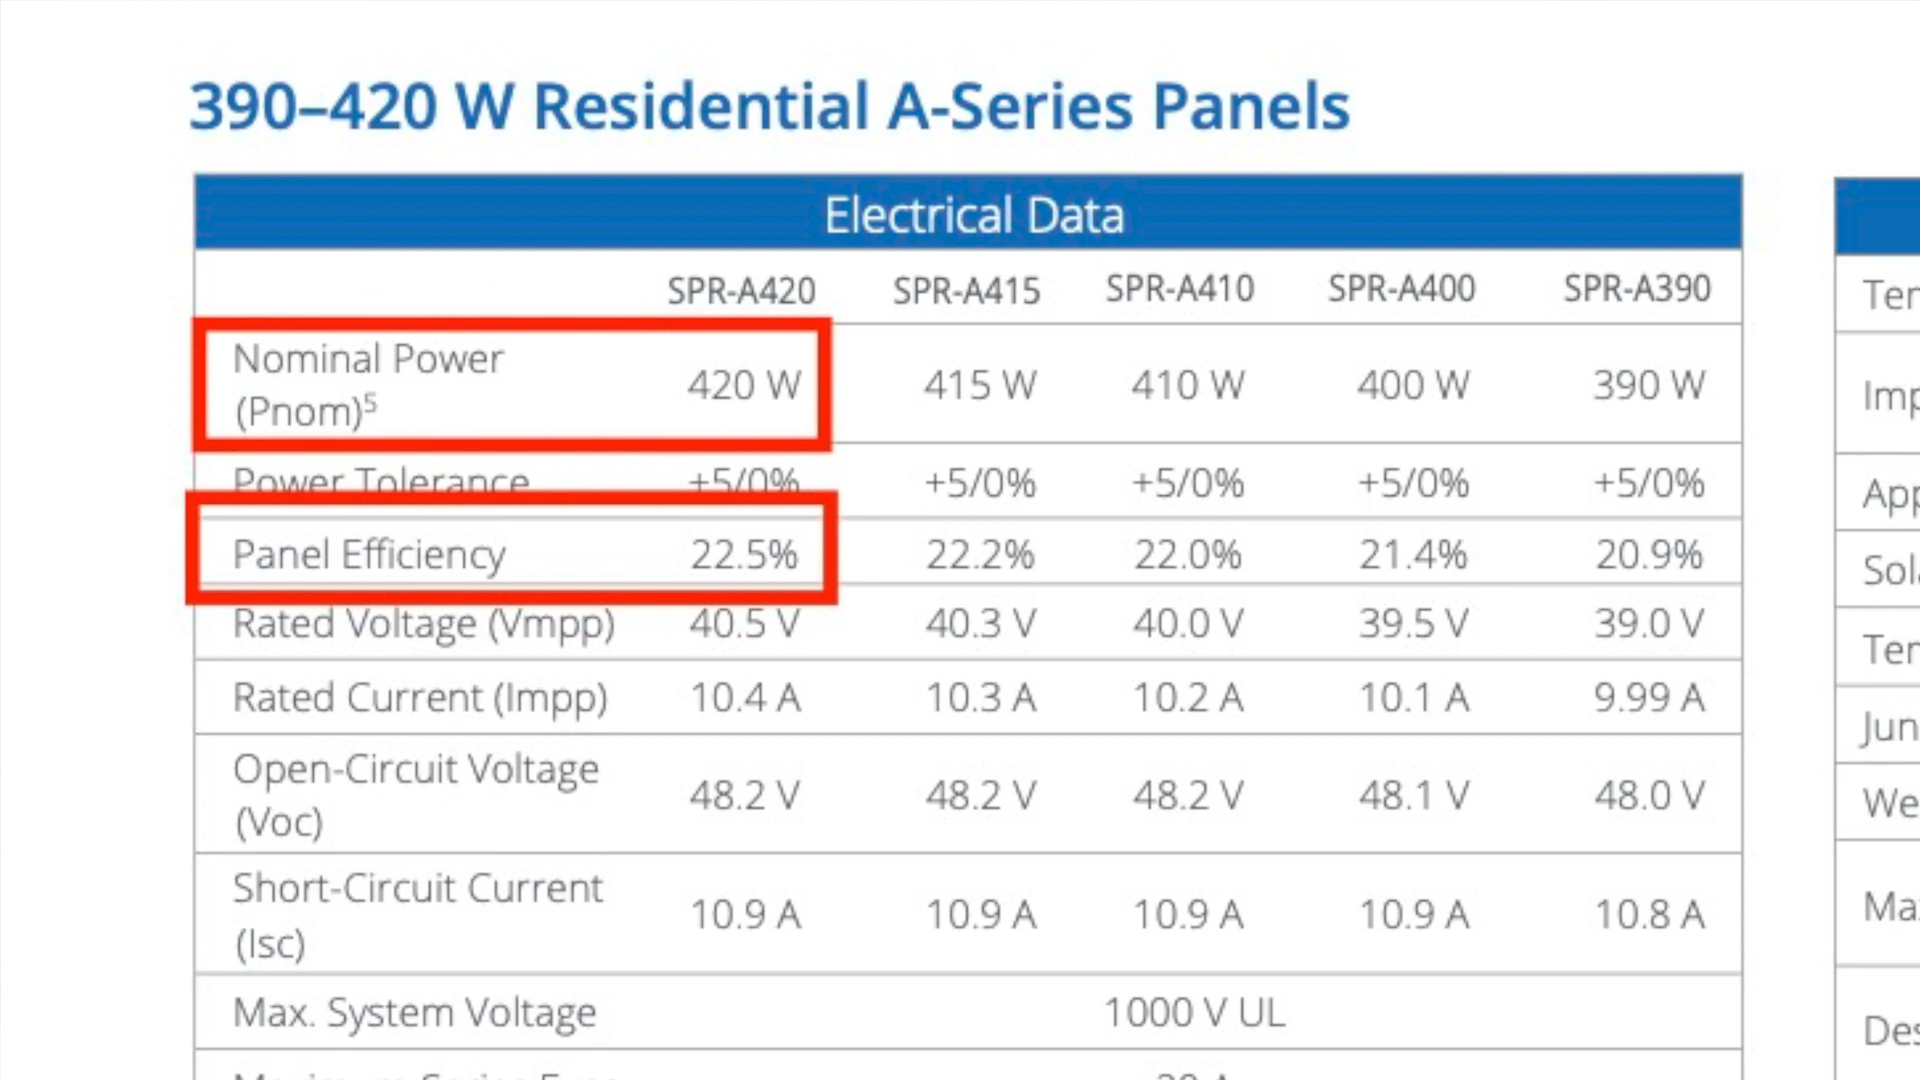 390–420 W Residential A-Series Panels
Electrical Data
SPR-A420 SPR-A415 SPR-A410 SPR-A400 SPR-A390
Nominal Power
(Pnom)⁵ 420 W 415 W 410 W 400 W 390 W
Power Tolerance +5/0% +5/0% +5/0% +5/0% +5/0%
Panel Efficiency 22.5% 22.2% 22.0% 21.4% 20.9%
Rated Voltage (Vmpp) 40.5 V 40.3 V 40.0 V 39.5 V 39.0 V
Rated Current (Impp) 10.4 A 10.3 A 10.2 A 10.1 A 9.99 A
Open-Circuit Voltage
(Voc) 48.2 V 48.2 V 48.2 V 48.1 V 48.0 V
Short-Circuit Current
(Isc) 10.9 A 10.9 A 10.9 A 10.9 A 10.8 A
Max. System Voltage 1000 V UL